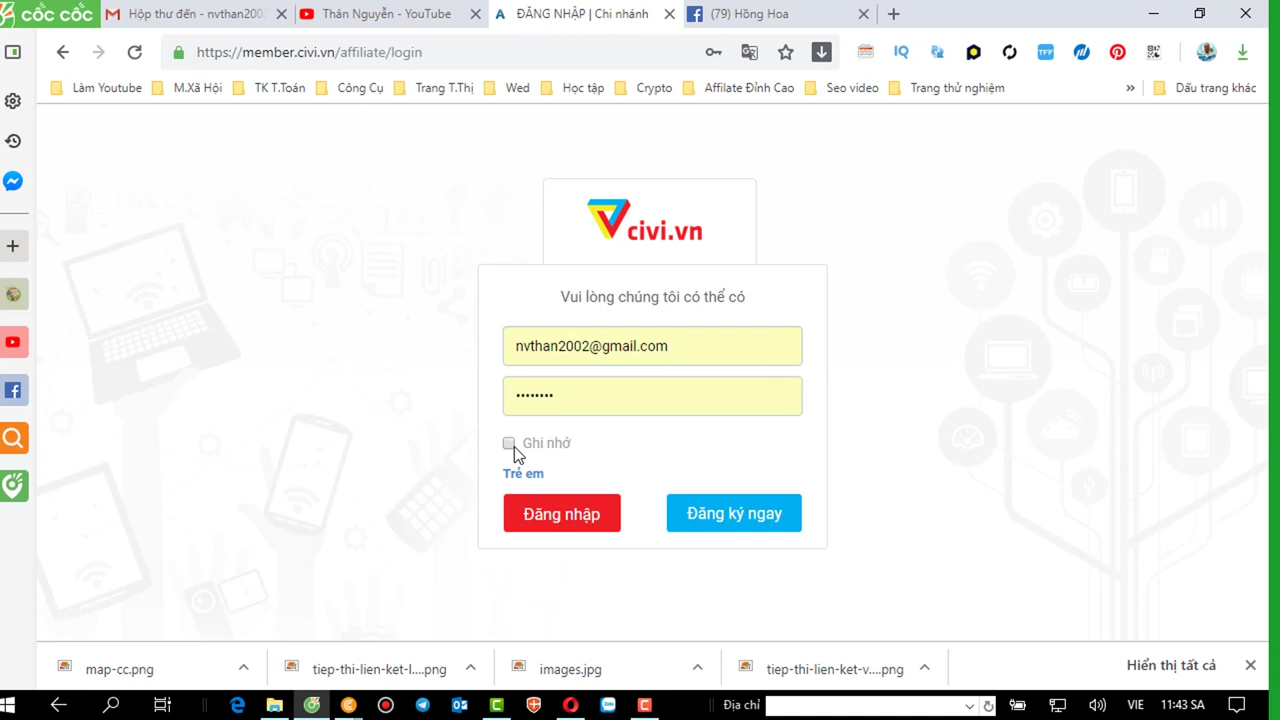 cốc cốc
Hộp thư đến - nvthan200
Thân Nguyễn - YouTube
ĐĂNG NHẬP | Chi nhánh
(79) Hồng Hoa
https://member.civi.vn/affiliate/login
IQ
TFF
Làm Youtube
M.Xã Hội
TK T.Toán
Công Cụ
Trang T.Thị
Wed
Học tập
Crypto
Affilate Đỉnh Cao
Seo video
Trang thử nghiệm
»
Dấu trang khác
civi.vn
Vui lòng chúng tôi có thể có
nvthan2002@gmail.com
••••••••
Ghi nhớ
Trẻ em
Đăng nhập
Đăng ký ngay
map-cc.png
tiep-thi-lien-ket-l....png
images.jpg
tiep-thi-lien-ket-v....png
Hiển thị tất cả
Địa chỉ
VIE
11:43 SA